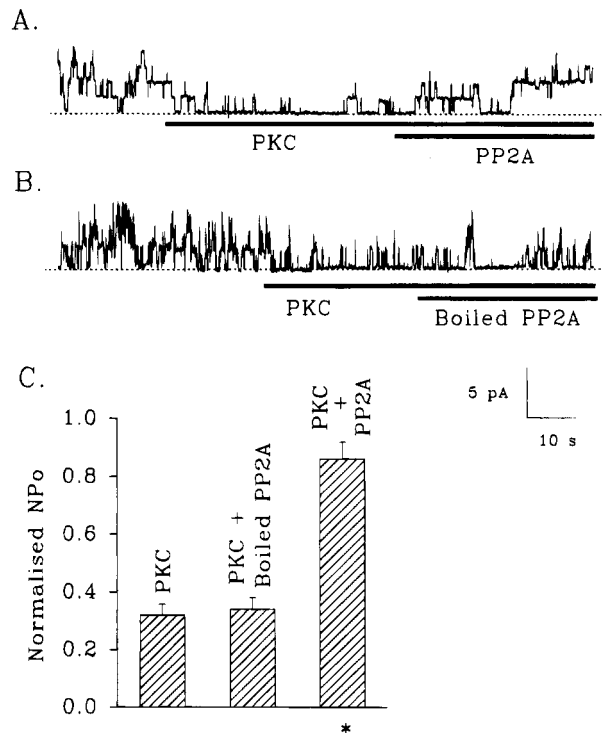 A.
PKC
PP2A
B.
PKC
Boiled PP2A
C.
5 pA
10 s
Normalised NPo
1.0
0.8
0.6
0.4
0.2
0.0
PKC
PKC +
Boiled PP2A
PKC +
PP2A
*